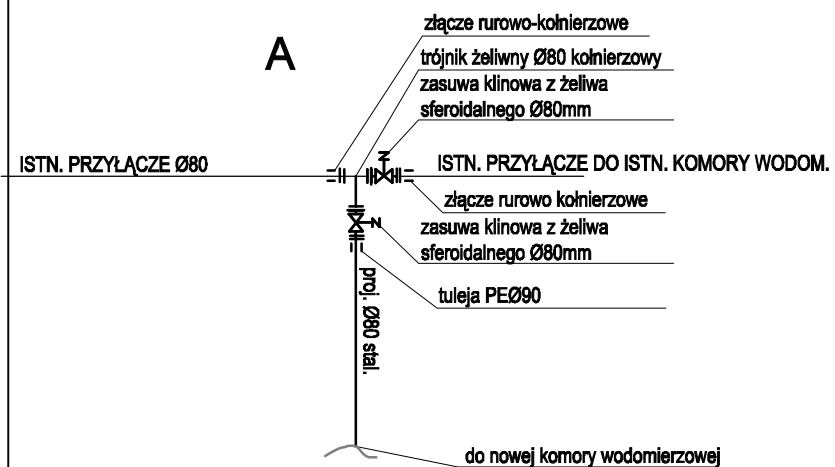 złącze rurowo-kołnierzowe
A
trójnik żeliwny Ø80 kołnierzowy
zasuwa klinowa z żeliwa
sferoidalnego Ø80mm
ISTN. PRZYŁĄCZE Ø80
ISTN. PRZYŁĄCZE DO ISTN. KOMORY WODOM.
złącze rurowo kołnierzowe
zasuwa klinowa z żeliwa
sferoidalnego Ø80mm
tuleja PEØ90
proj. Ø80 stal.
do nowej komory wodomierzowej